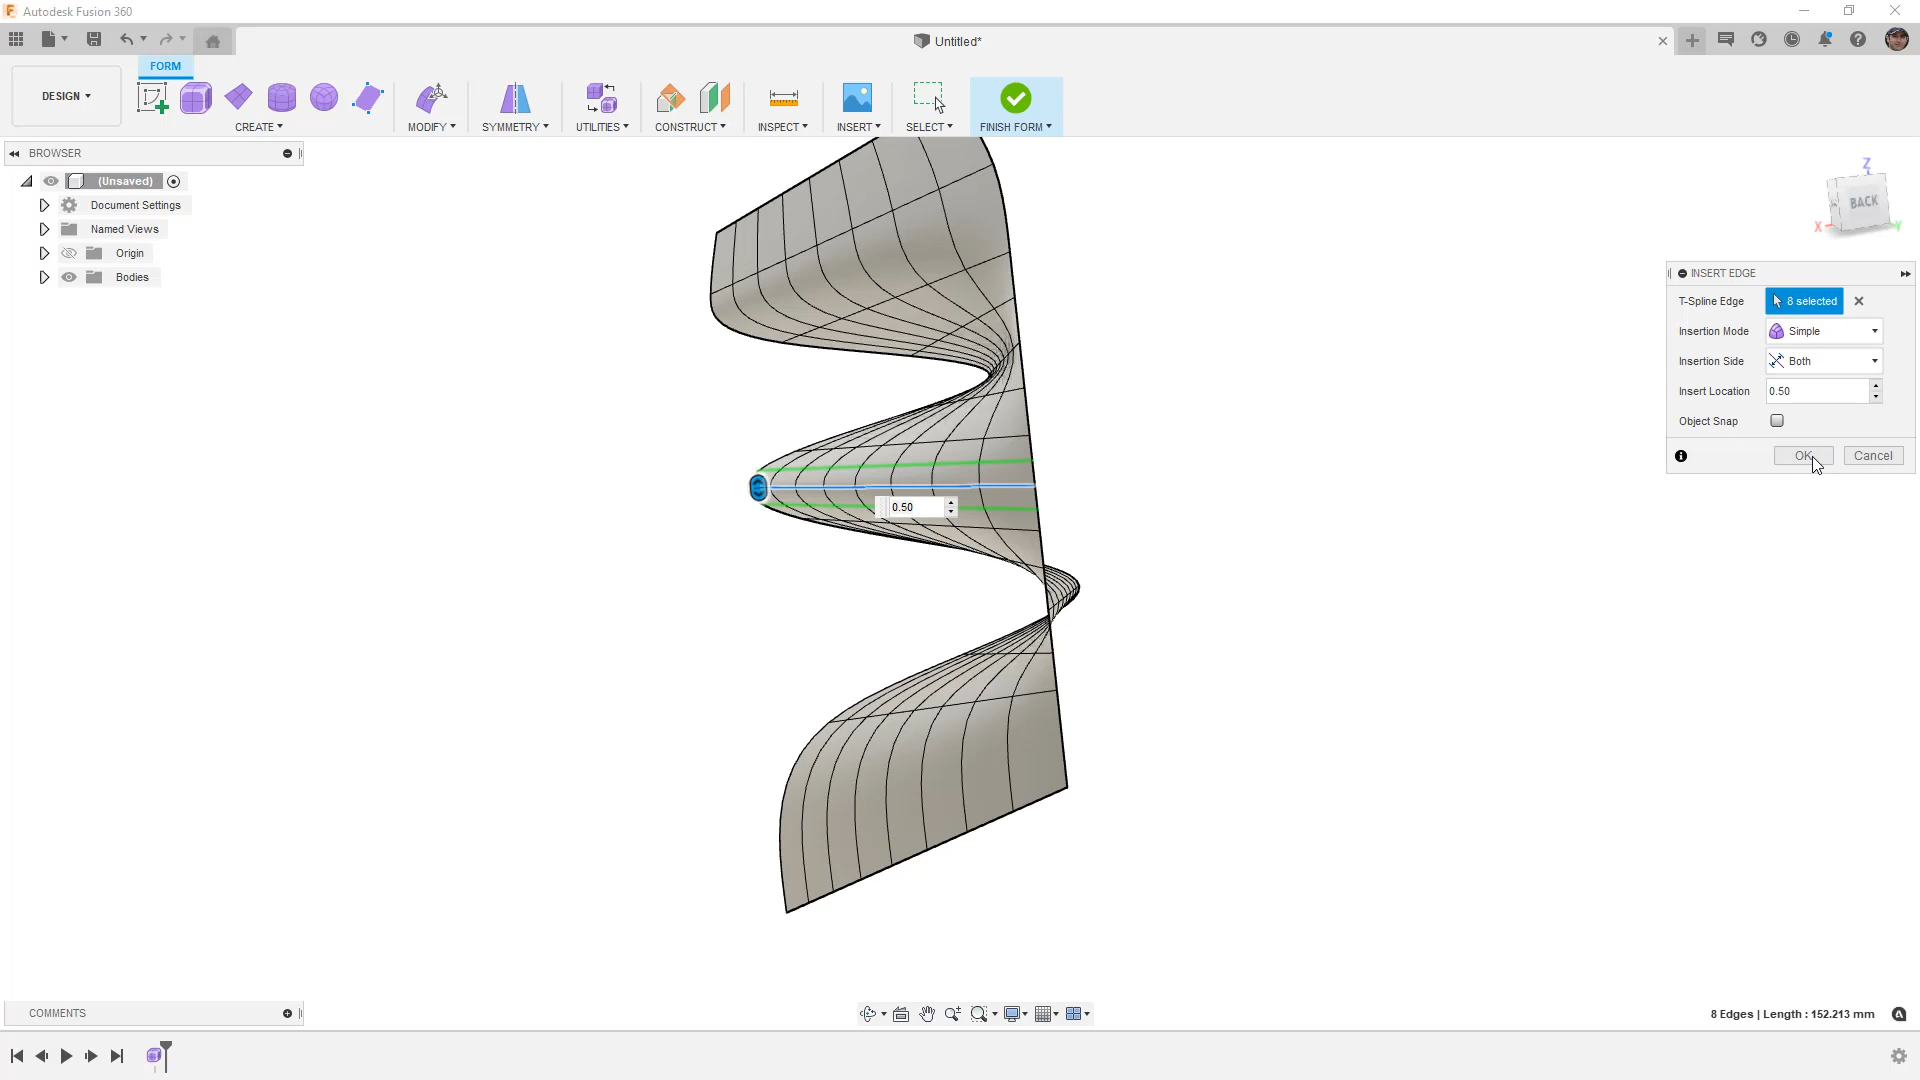 Autodesk Fusion 360
Untitled*
FORM
DESIGN
CREATE
MODIFY
SYMMETRY
UTILITIES
CONSTRUCT
INSPECT
INSERT
SELECT
FINISH FORM
BROWSER
(Unsaved)
Document Settings
Named Views
Origin
Bodies
Z
BACK
X
Y
INSERT EDGE
T-Spline Edge 8 selected
Insertion Mode Simple
Insertion Side Both
Insert Location 0.50
Object Snap
OK Cancel
0.50
COMMENTS
8 Edges | Length : 152.213 mm